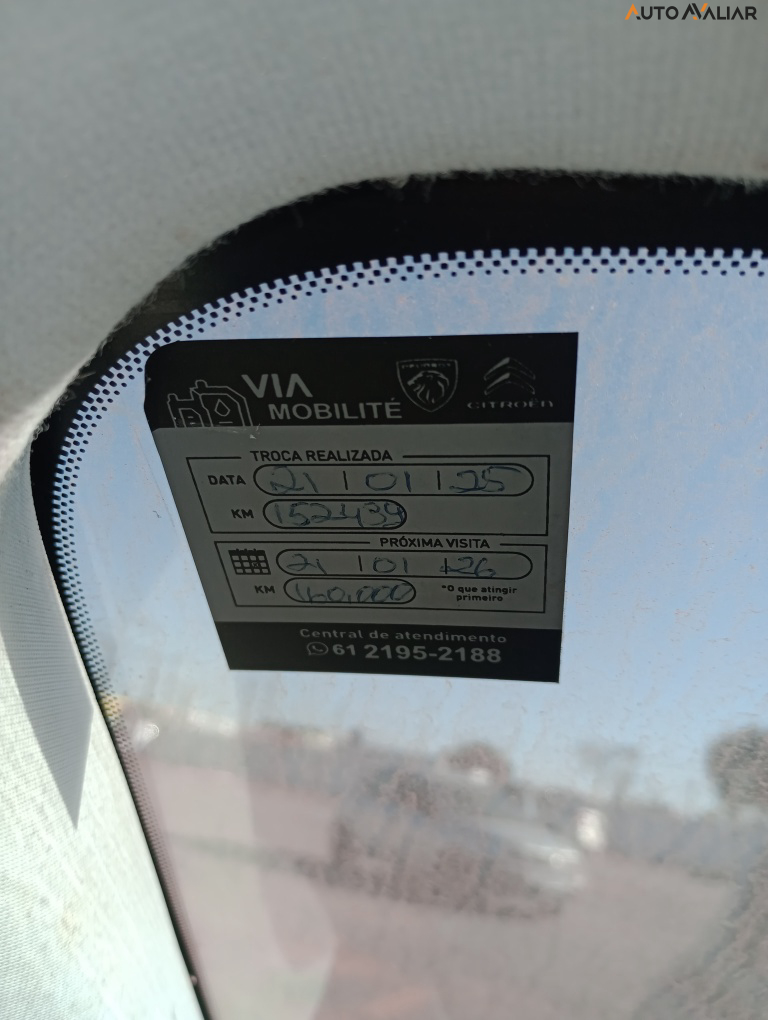 AUTO AVALIAR
VIA
MOBILITÉ
CITROËN
TROCA REALIZADA
DATA 21 | 01 | 25
KM 152439
PRÓXIMA VISITA
21 | 01 | 26
KM 160.000 *O que atingir
primeiro
Central de atendimento
61 2195-2188